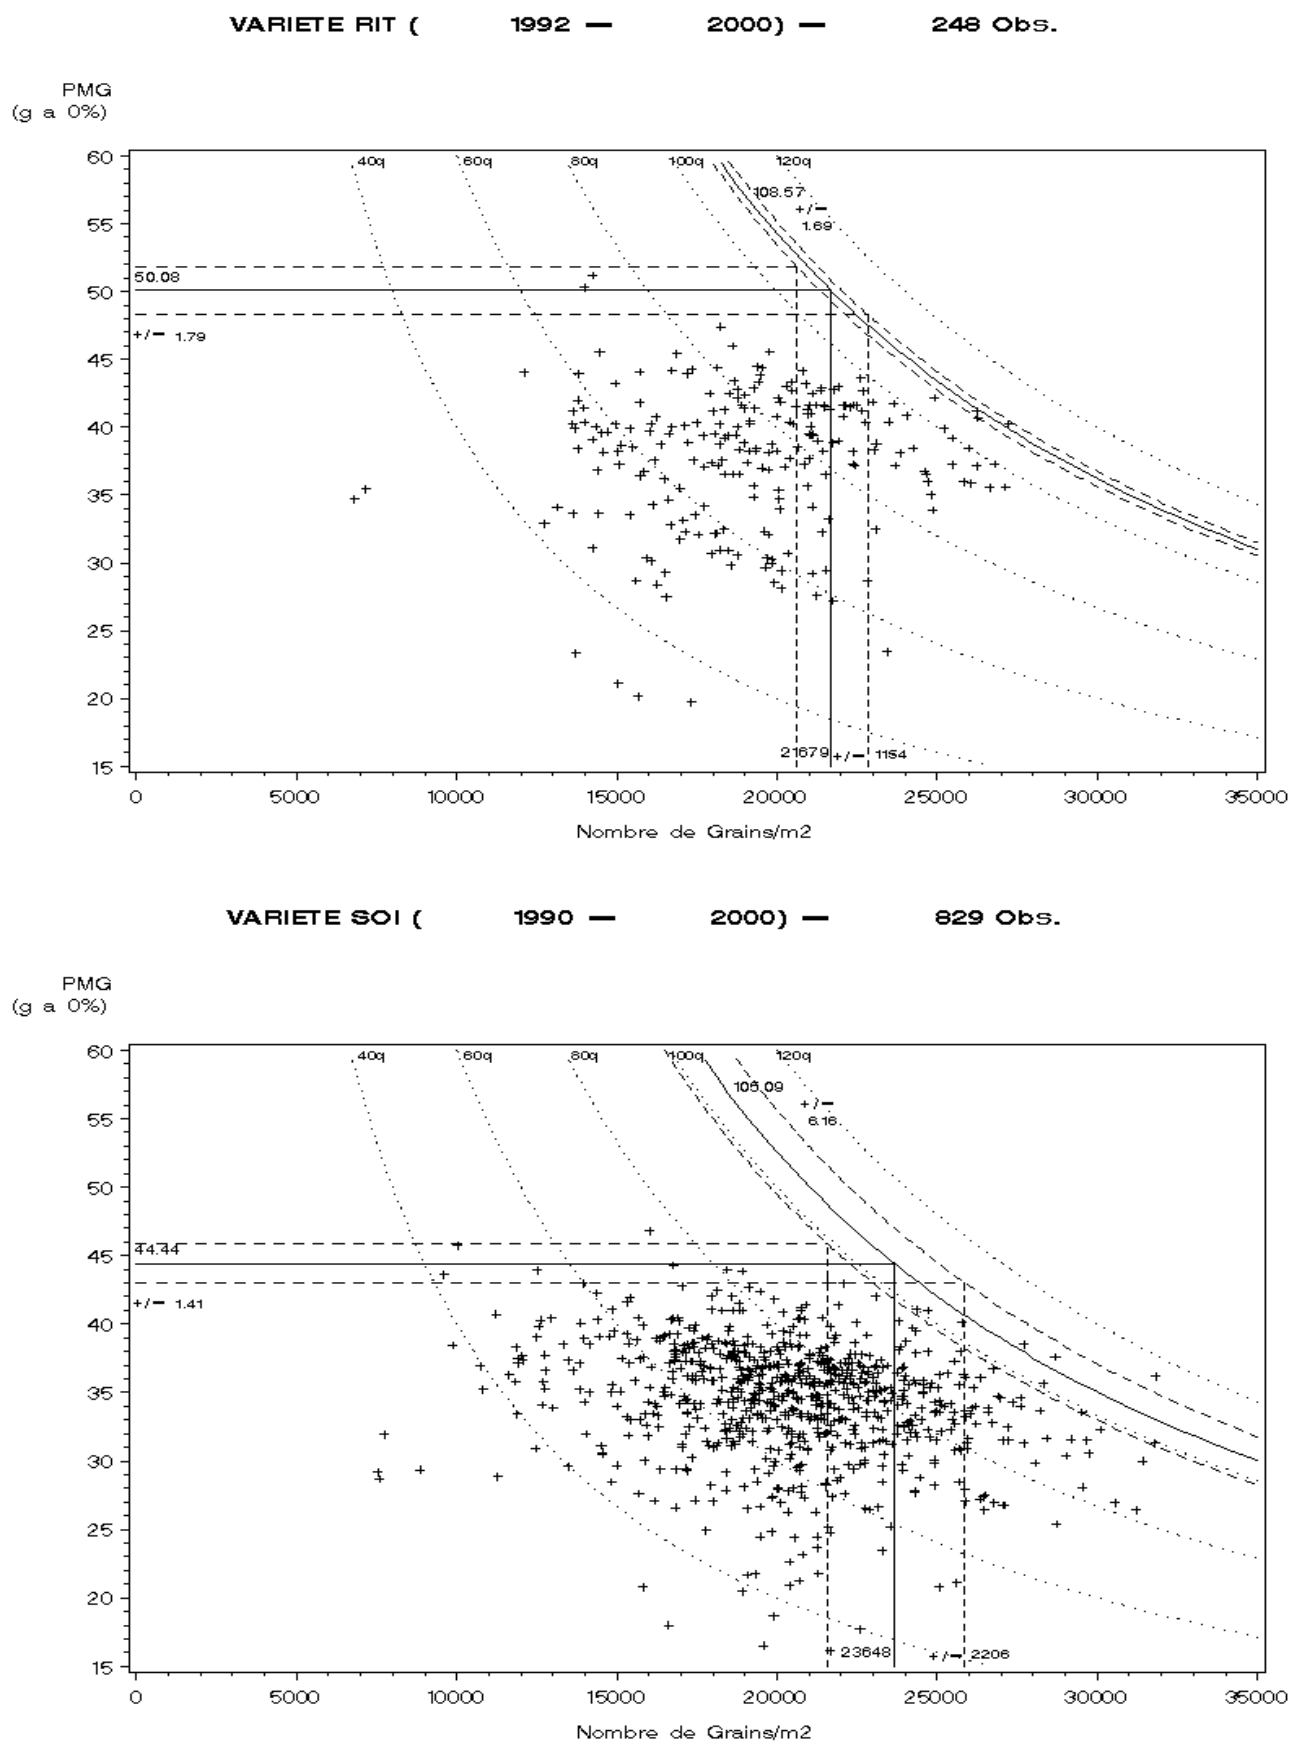 VARIETE RIT ( 1992 — 2000) — 248 Obs.
PMG
(g a 0%)
60
40q 60q 80q 100q 120q
108.57
+/—
1.69
55
50.08
50
+/— 1.79
45
40
35
30
25
20
21679 +/— 1154
15
0 5000 10000 15000 20000 25000 30000 35000
Nombre de Grains/m2
VARIETE SOI ( 1990 — 2000) — 829 Obs.
PMG
(g a 0%)
60
40q 60q 80q 100q 120q
105.09
+/—
6.16
55
50
45
44.44
+/— 1.41
40
35
30
25
20
23648 +/— 2206
15
0 5000 10000 15000 20000 25000 30000 35000
Nombre de Grains/m2